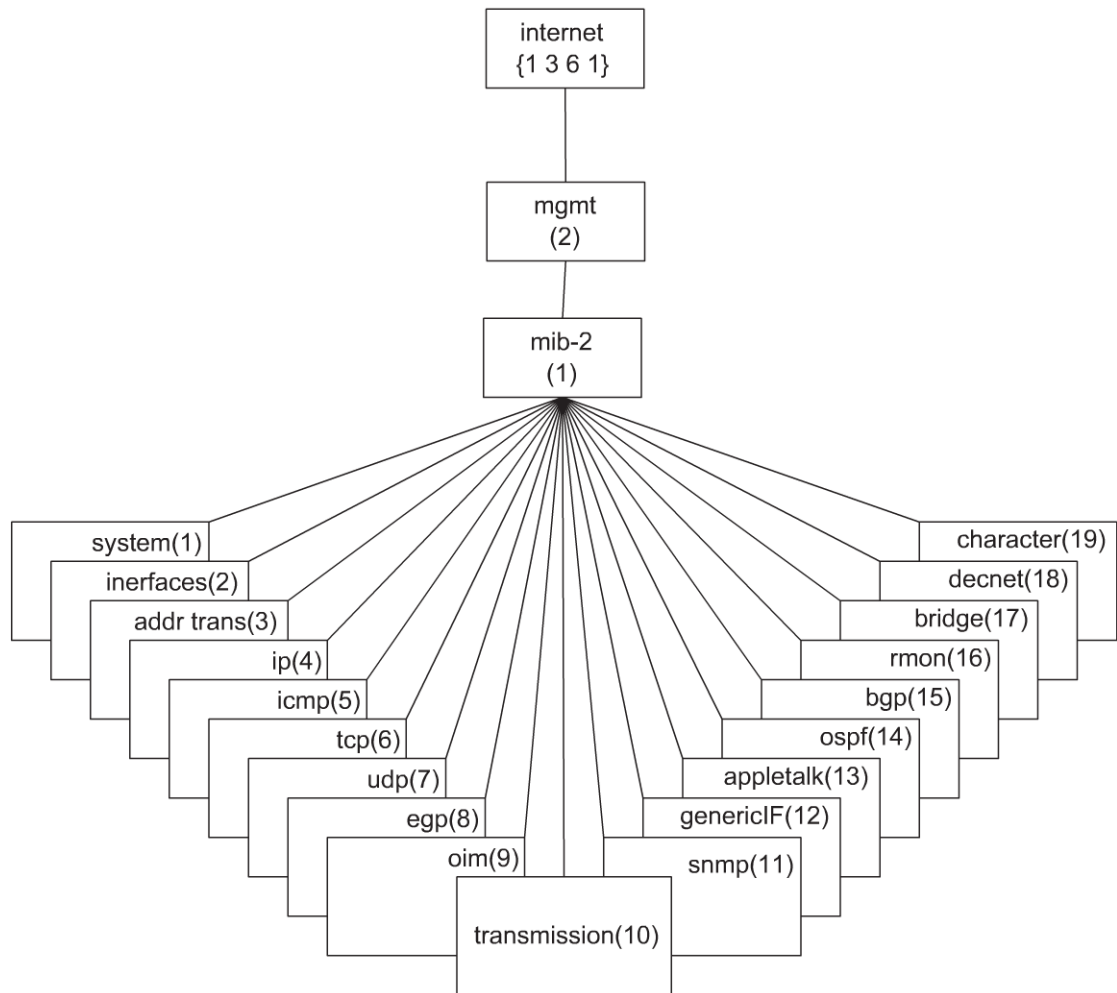 internet
{1 3 6 1}
mgmt
(2)
mib-2
(1)
system(1)
inerfaces(2)
addr trans(3)
ip(4)
icmp(5)
tcp(6)
udp(7)
egp(8)
oim(9)
transmission(10)
snmp(11)
genericIF(12)
appletalk(13)
ospf(14)
bgp(15)
rmon(16)
bridge(17)
decnet(18)
character(19)